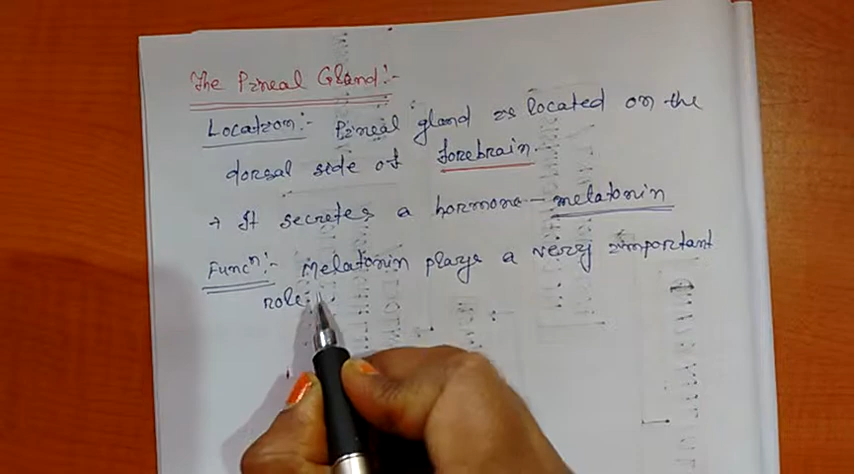 The Pineal Gland:-
Location:- Pineal gland is located on the
dorsal side of forebrain.
→ It secretes a hormone - melatonin
Funcⁿ:- Melatonin plays a very important
role